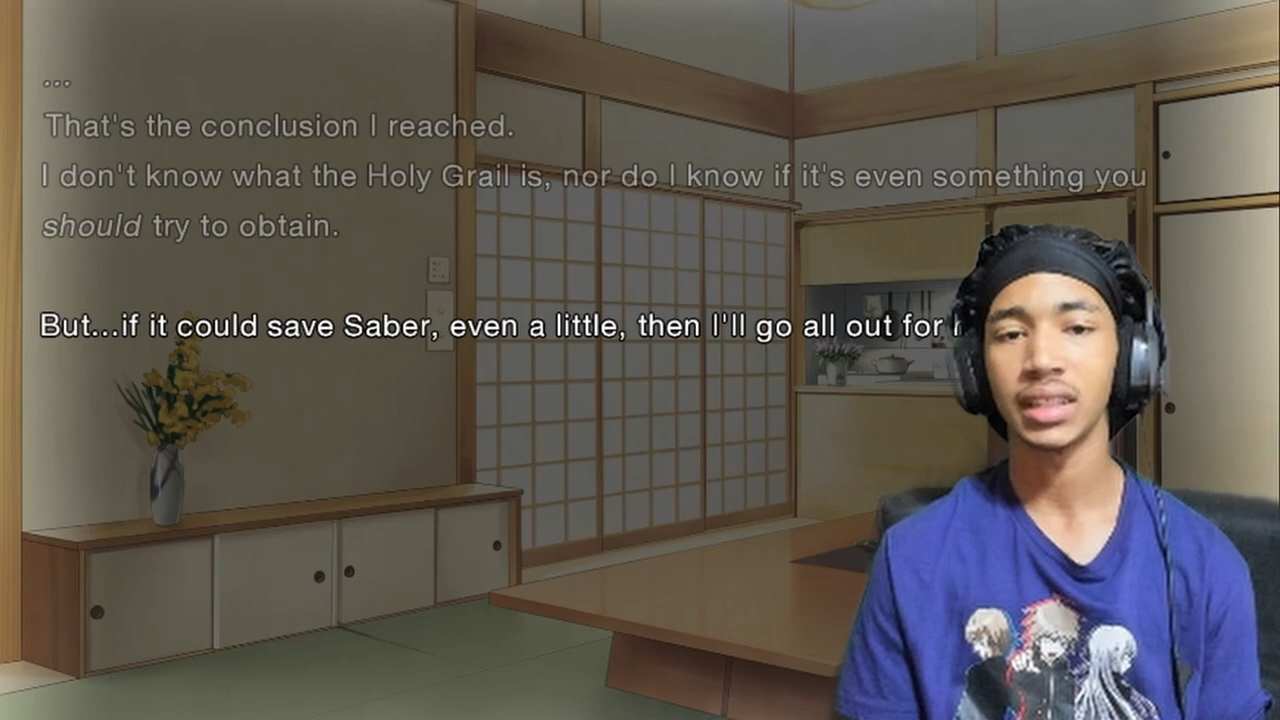 ...
That's the conclusion I reached.
I don't know what the Holy Grail is, nor do I know if it's even something you
should try to obtain.
But...if it could save Saber, even a little, then I'll go all out for